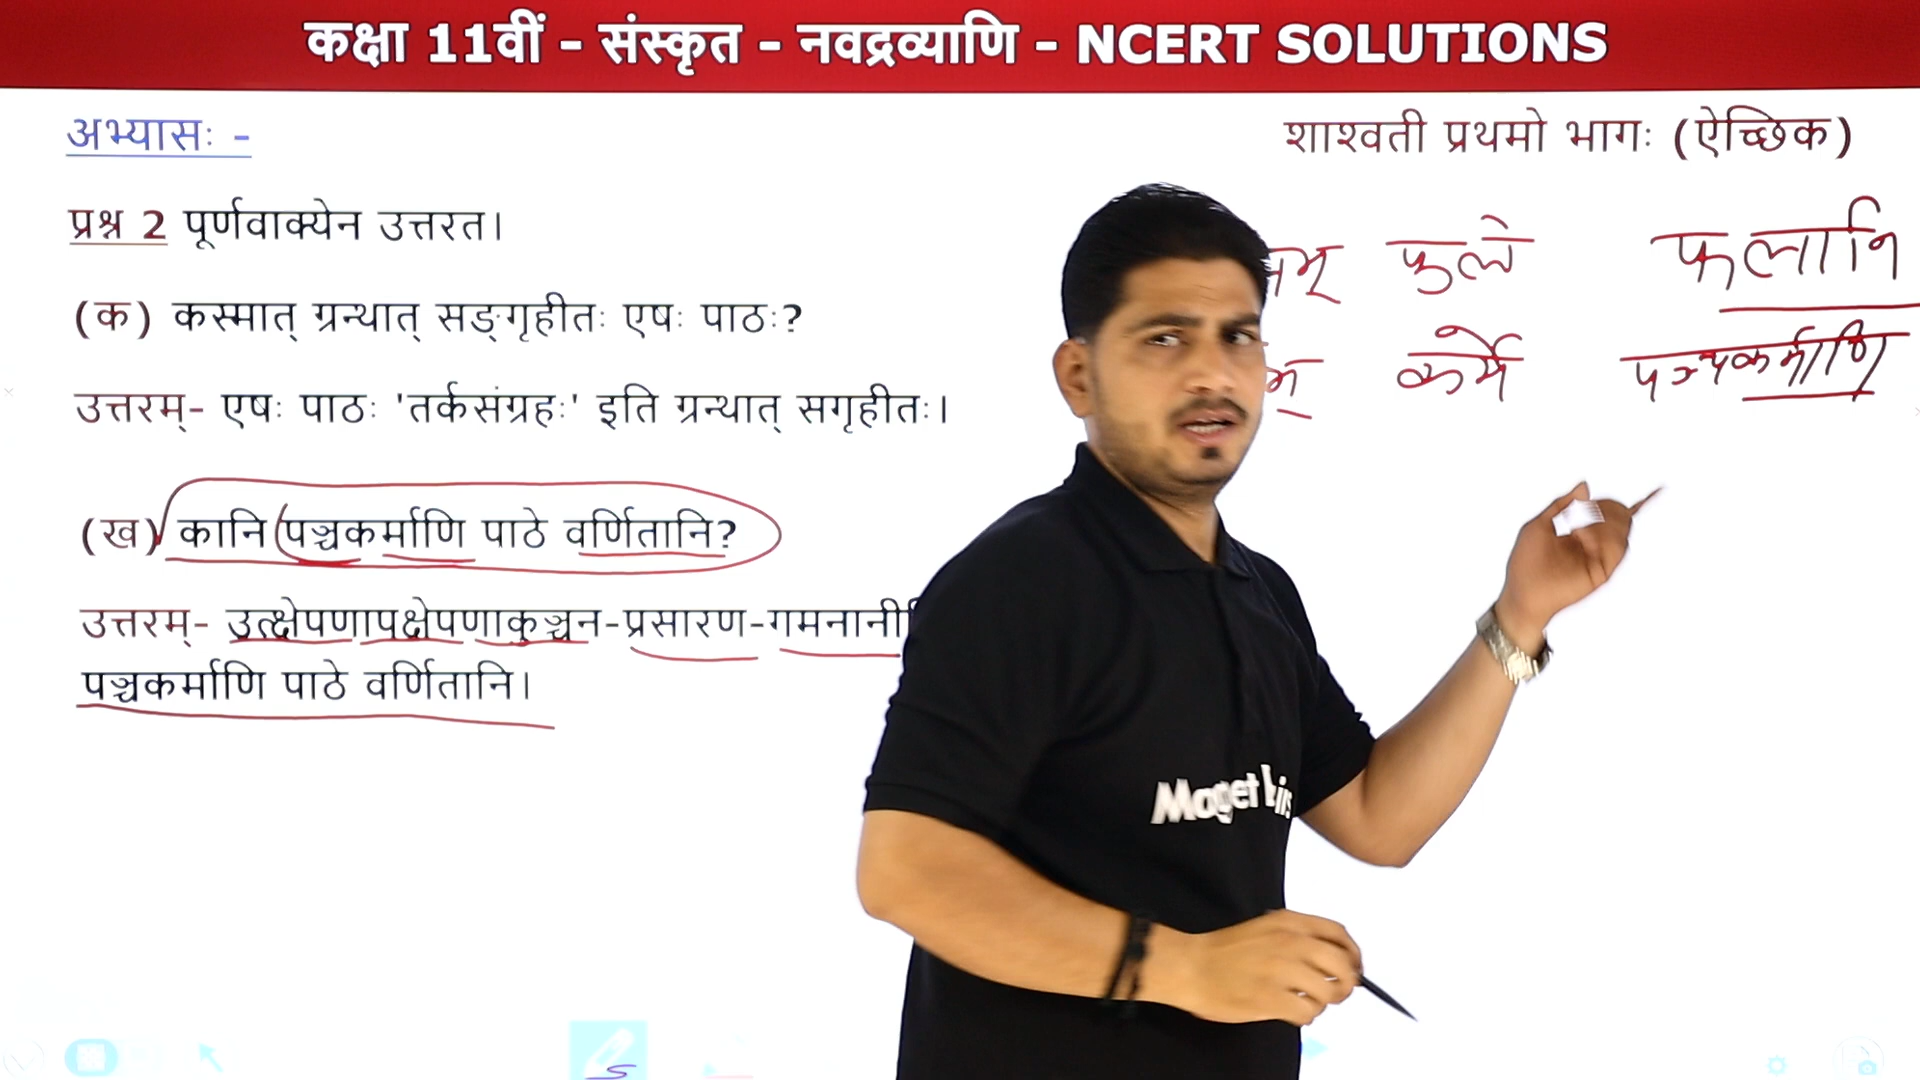 कक्षा 11वीं - संस्कृत - नवद्रव्याणि - NCERT SOLUTIONS
अभ्यासः -
शाश्वती प्रथमो भागः (ऐच्छिक)
प्रश्न 2 पूर्णवाक्येन उत्तरत।
फले फलानि
(क) कस्मात् ग्रन्थात् सङ्गृहीतः एषः पाठः?
कर्मे पञ्चकर्माणि
उत्तरम्- एषः पाठः 'तर्कसंग्रहः' इति ग्रन्थात् सगृहीतः।
(ख) कानि पञ्चकर्माणि पाठे वर्णितानि?
उत्तरम्- उत्क्षेपणापक्षेपणाकुञ्चन-प्रसारण-गमनानी
पञ्चकर्माणि पाठे वर्णितानि।